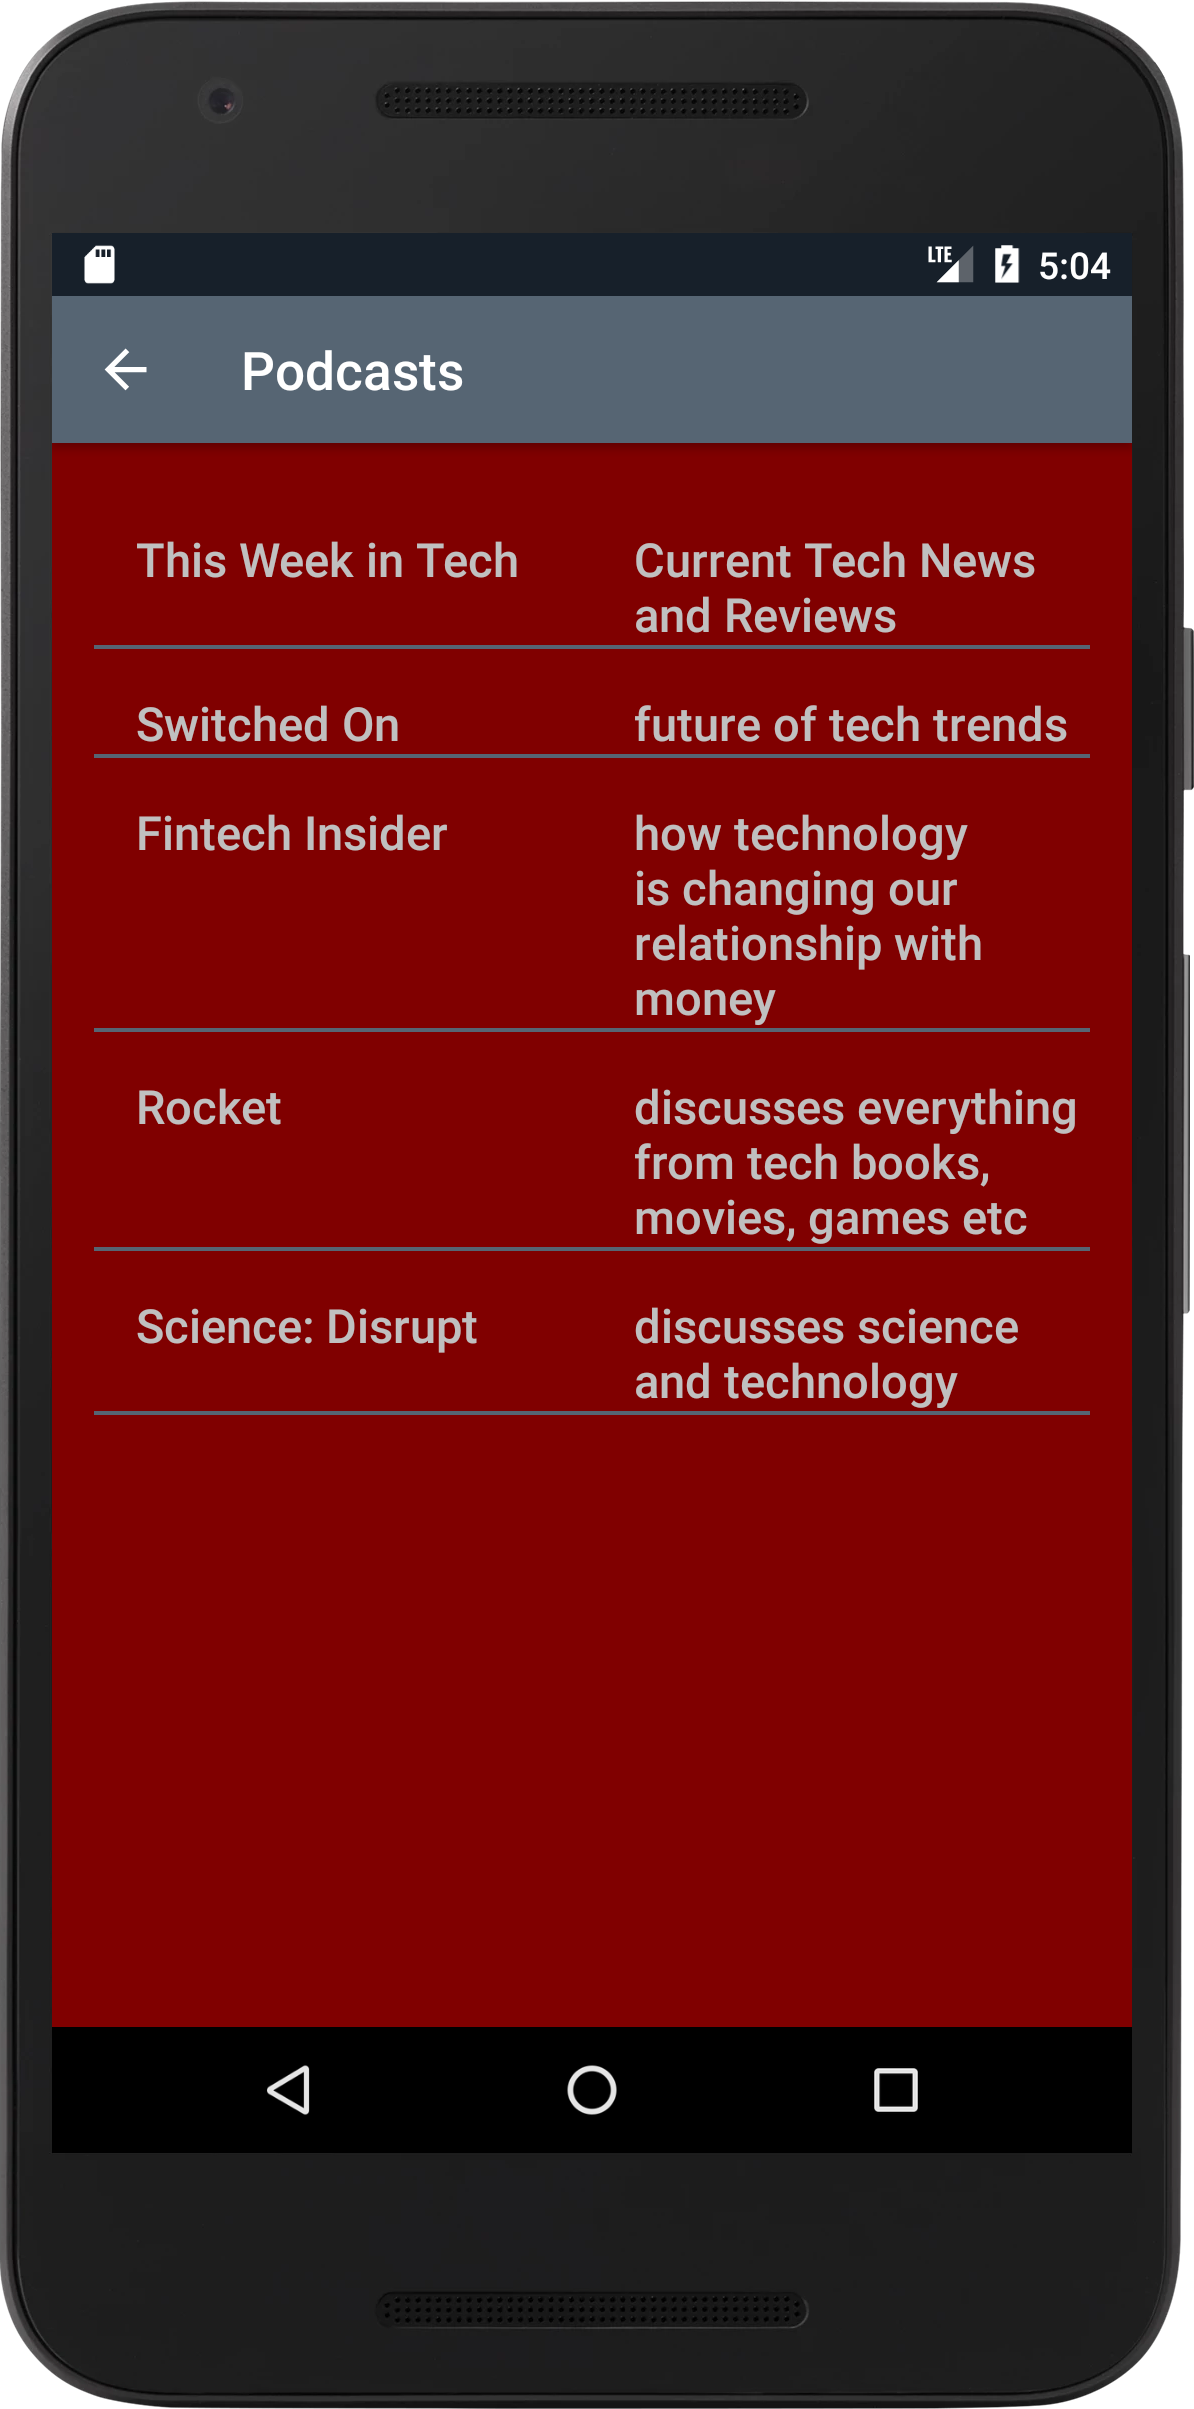 LTE 5:04
Podcasts
This Week in Tech
Current Tech News
and Reviews
Switched On
future of tech trends
Fintech Insider
how technology
is changing our
relationship with
money
Rocket
discusses everything
from tech books,
movies, games etc
Science: Disrupt
discusses science
and technology